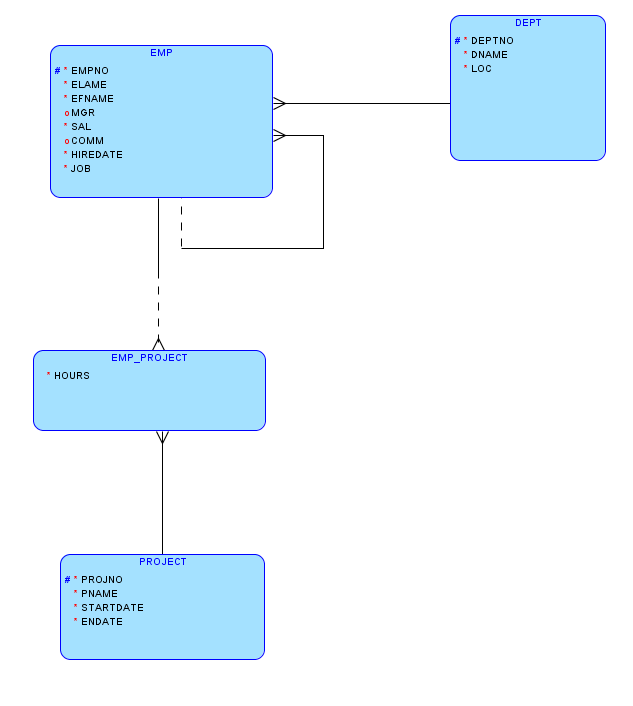 EMP
# * EMPNO
* ELAME
* EFNAME
o MGR
* SAL
o COMM
* HIREDATE
* JOB
DEPT
# * DEPTNO
* DNAME
* LOC
EMP_PROJECT
* HOURS
PROJECT
# * PROJNO
* PNAME
* STARTDATE
* ENDATE